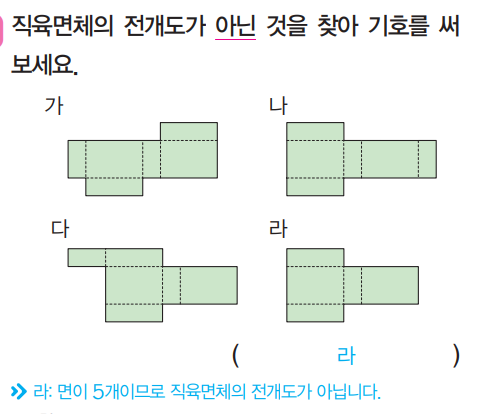 직육면체의 전개도가 아닌 것을 찾아 기호를 써
보세요.
가
나
다
라
( 라 )
라: 면이 5개이므로 직육면체의 전개도가 아닙니다.